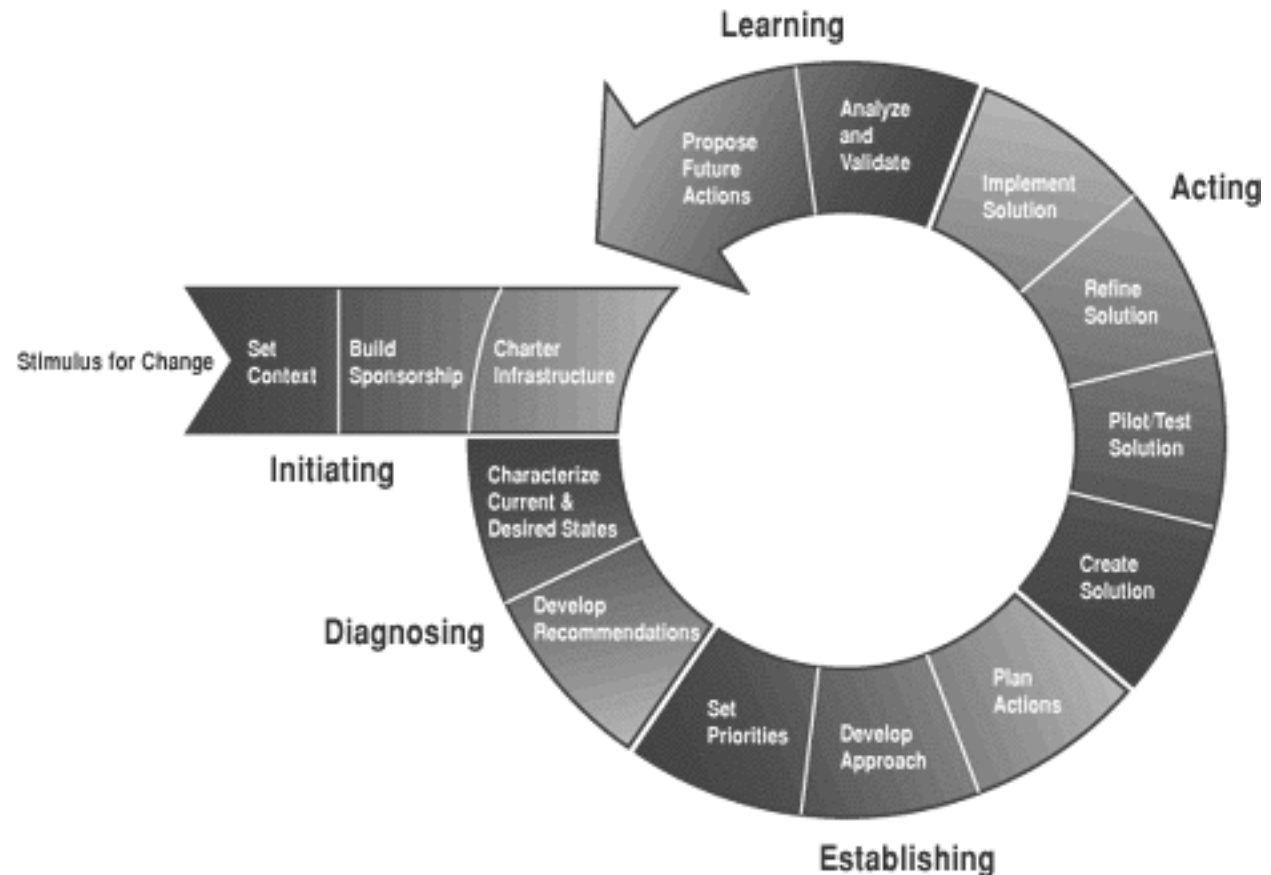 Learning
Analyze
and
Validate
Propose
Future
Actions
Implement
Solution
Acting
Refine
Solution
Stimulus for Change
Set
Context
Build
Sponsorship
Charter
Infrastructure
Pilot/Test
Solution
Initiating
Characterize
Current &
Desired States
Create
Solution
Diagnosing
Develop
Recommendations
Set
Priorities
Develop
Approach
Plan
Actions
Establishing